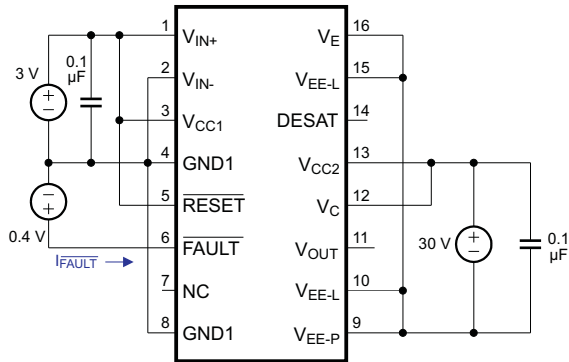 1 V_IN+ V_E 16
2 V_IN- V_EE-L 15
3 V_CC1 DESAT 14
4 GND1 V_CC2 13
5 RESET V_C 12
6 FAULT V_OUT 11
7 NC V_EE-L 10
8 GND1 V_EE-P 9
3 V
+
−
0.1
µF
−
+
0.4 V
I_FAULT
30 V
+
−
0.1
µF